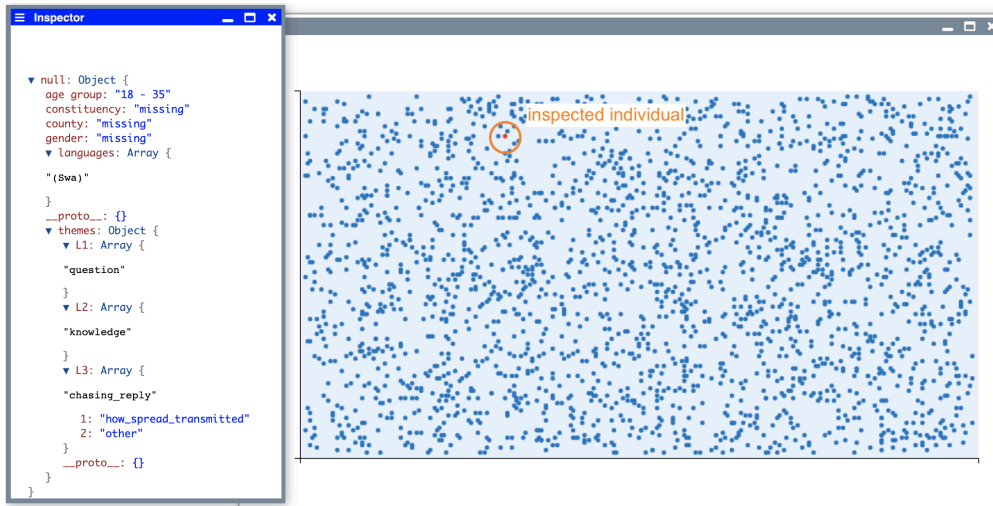 Inspector
▼ null: Object {
age group: "18 - 35"
constituency: "missing"
county: "missing"
gender: "missing"
▼ languages: Array {
"(Swa)"
}
__proto__: {}
▼ themes: Object {
▼ L1: Array {
"question"
}
▼ L2: Array {
"knowledge"
}
▼ L3: Array {
"chasing_reply"
1: "how_spread_transmitted"
2: "other"
}
__proto__: {}
}
}
inspected individual